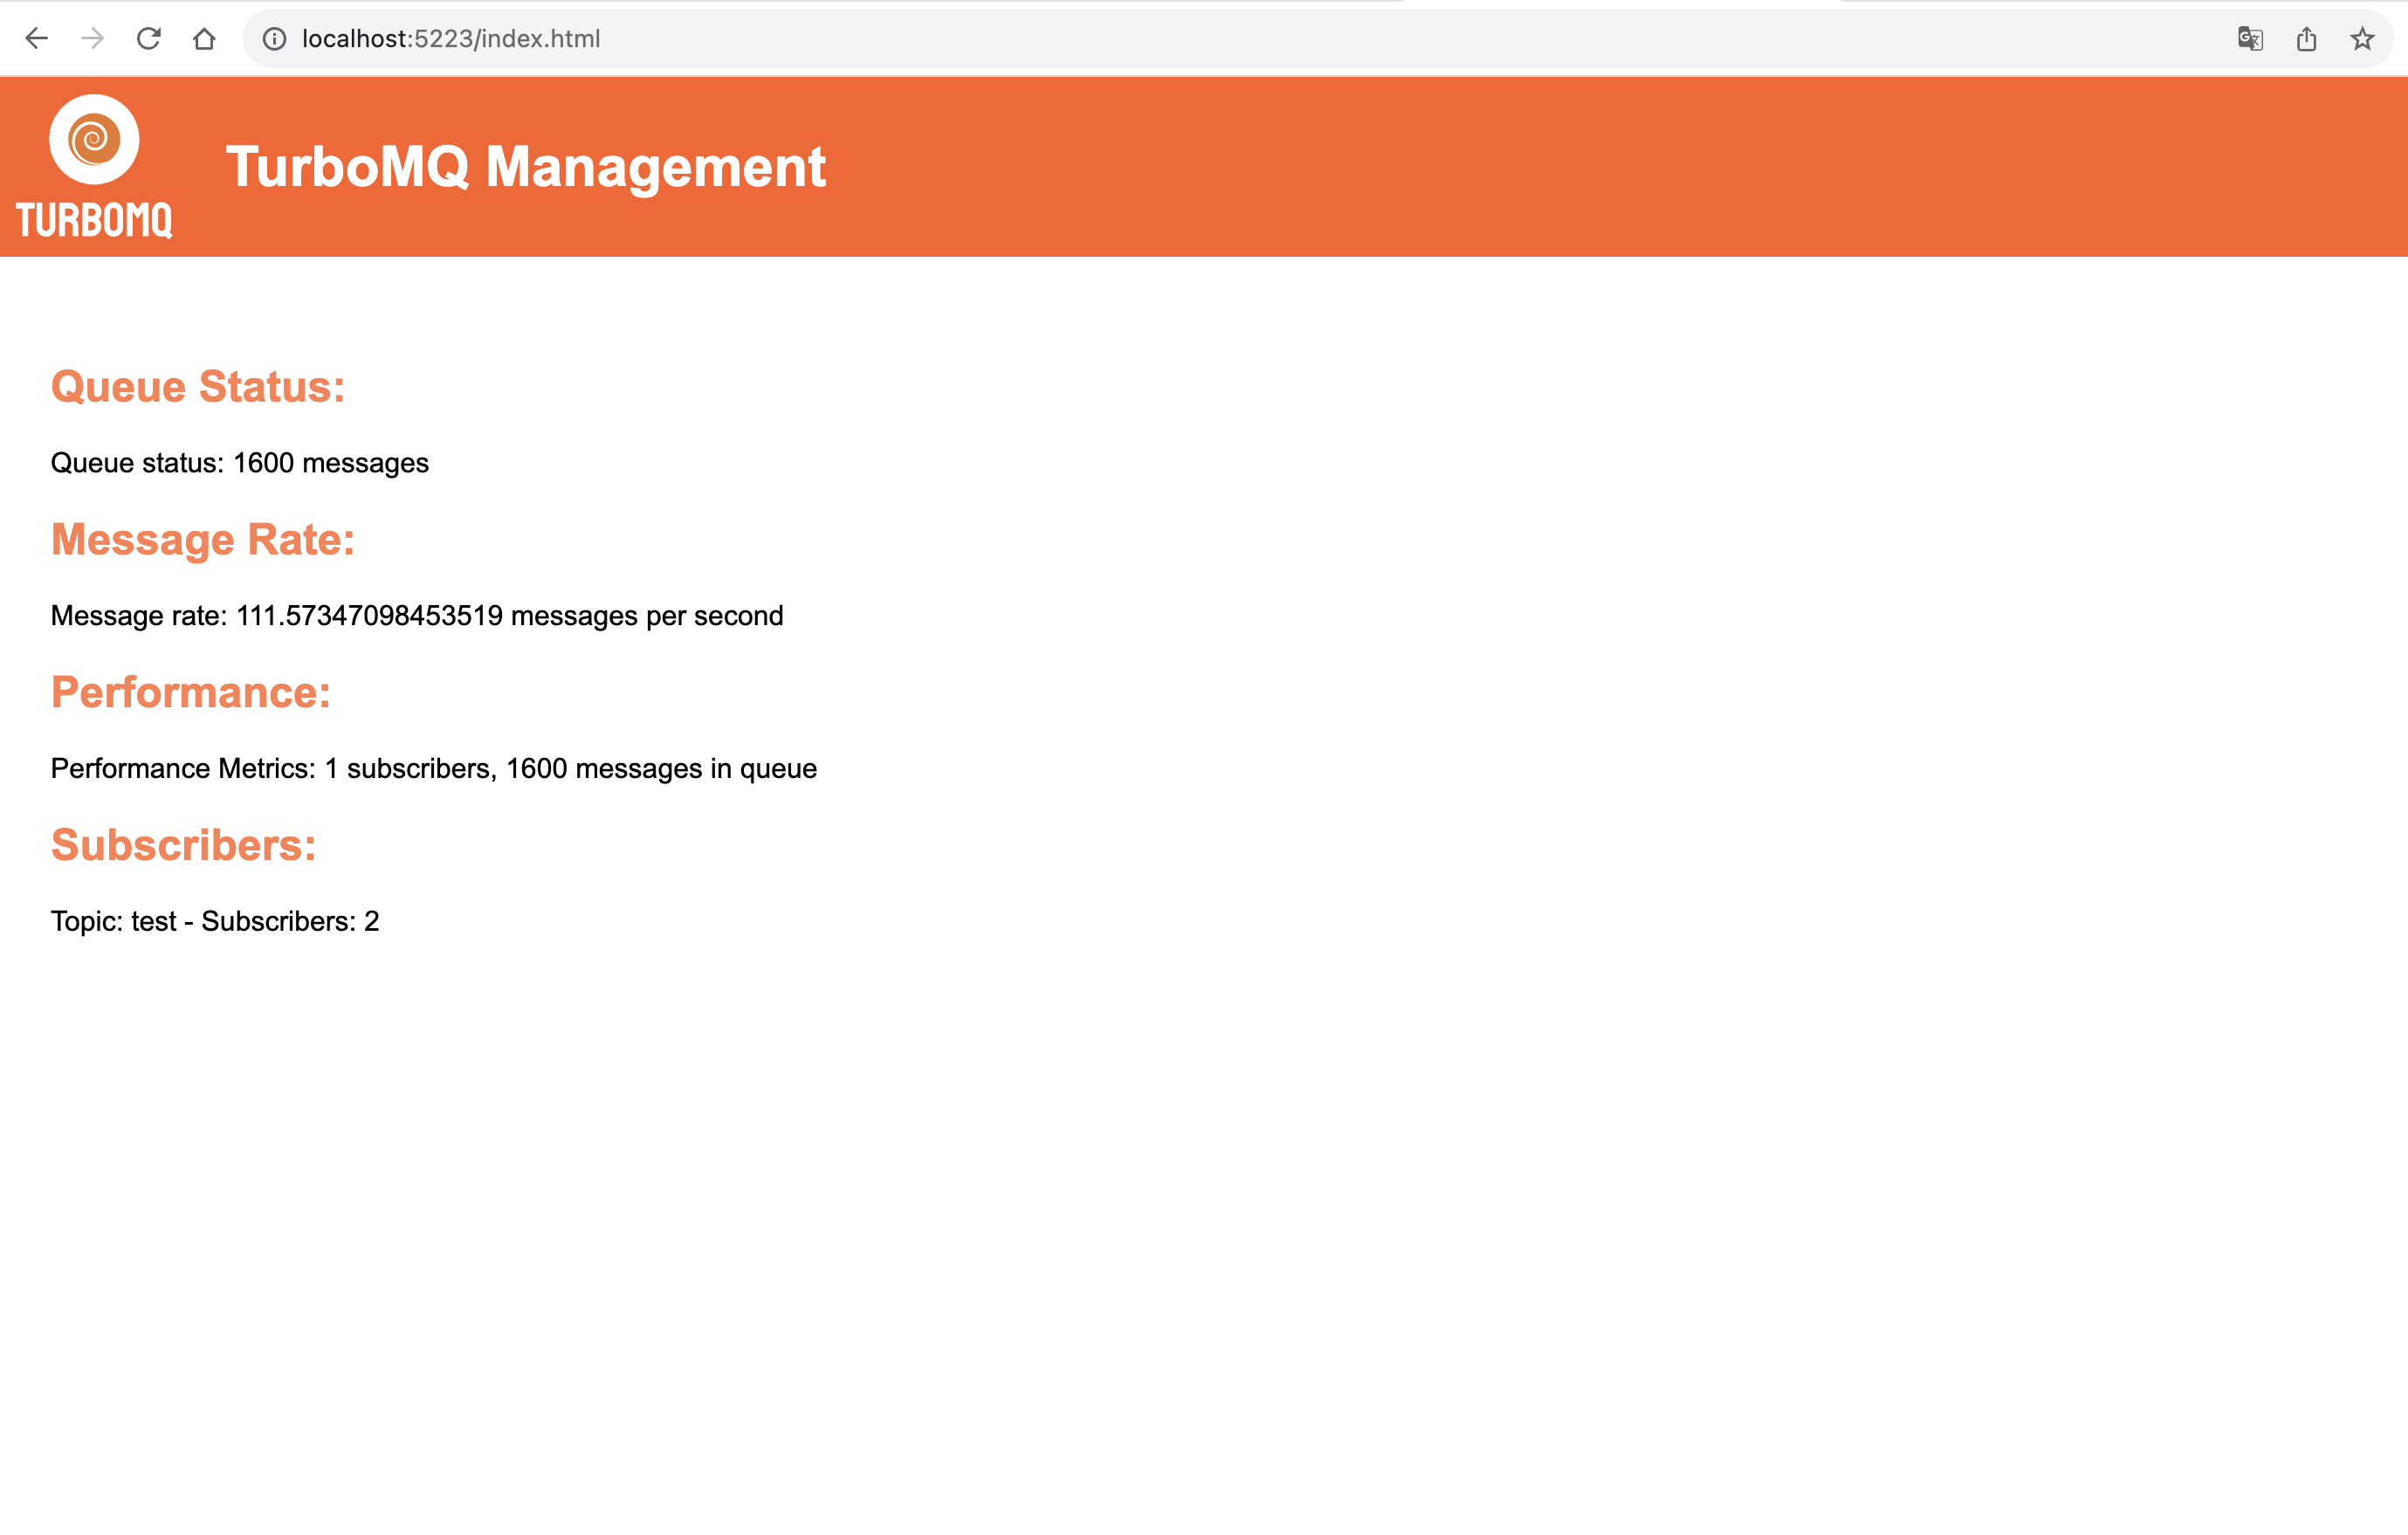 localhost:5223/index.html
TURBOMQ
TurboMQ Management
Queue Status:
Queue status: 1600 messages
Message Rate:
Message rate: 111.57347098453519 messages per second
Performance:
Performance Metrics: 1 subscribers, 1600 messages in queue
Subscribers:
Topic: test - Subscribers: 2